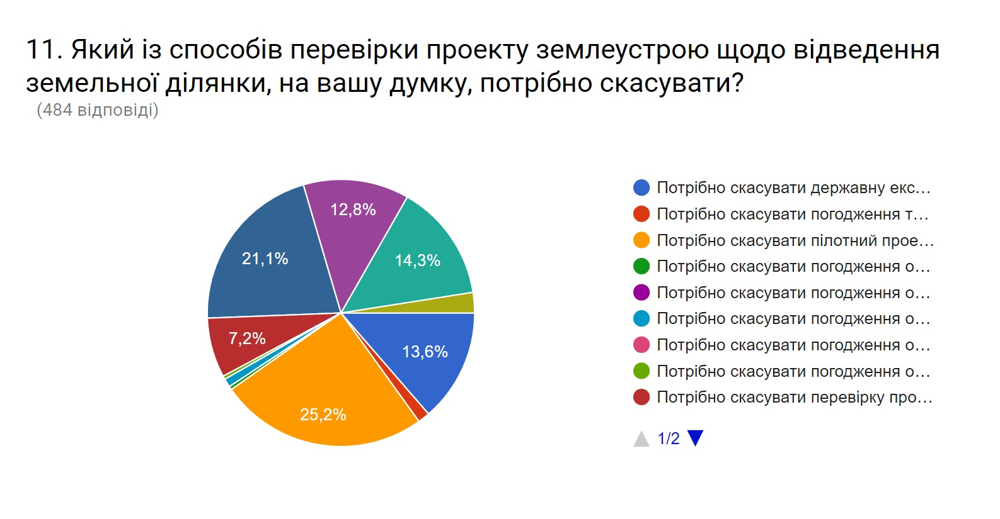 11. Який із способів перевірки проекту землеустрою щодо відведення
земельної ділянки, на вашу думку, потрібно скасувати?
(484 відповіді)
12,8%
21,1%
14,3%
7,2%
13,6%
25,2%
Потрібно скасувати державну екс...
Потрібно скасувати погодження т...
Потрібно скасувати пілотний прое...
Потрібно скасувати погодження о...
Потрібно скасувати погодження о...
Потрібно скасувати погодження о...
Потрібно скасувати погодження о...
Потрібно скасувати погодження о...
Потрібно скасувати перевірку про...
1/2